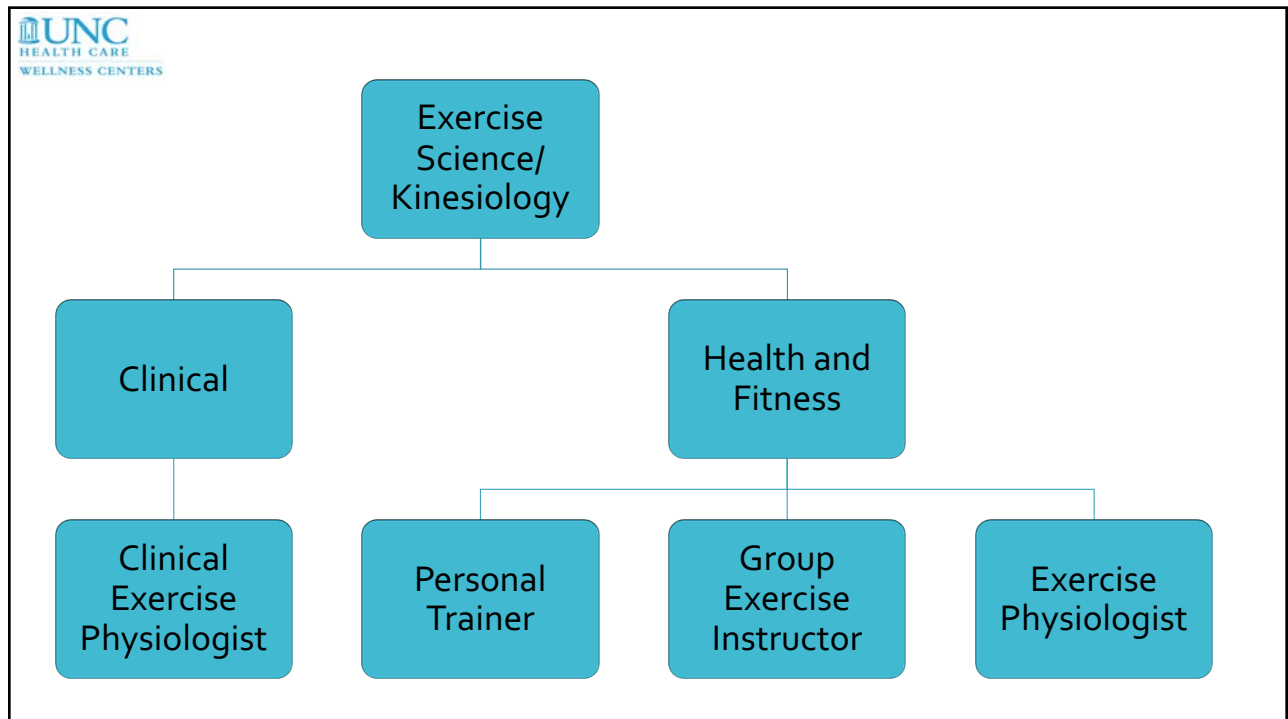 UNC
HEALTH CARE
WELLNESS CENTERS
Exercise
Science/
Kinesiology
Clinical
Health and
Fitness
Clinical
Exercise
Physiologist
Personal
Trainer
Group
Exercise
Instructor
Exercise
Physiologist